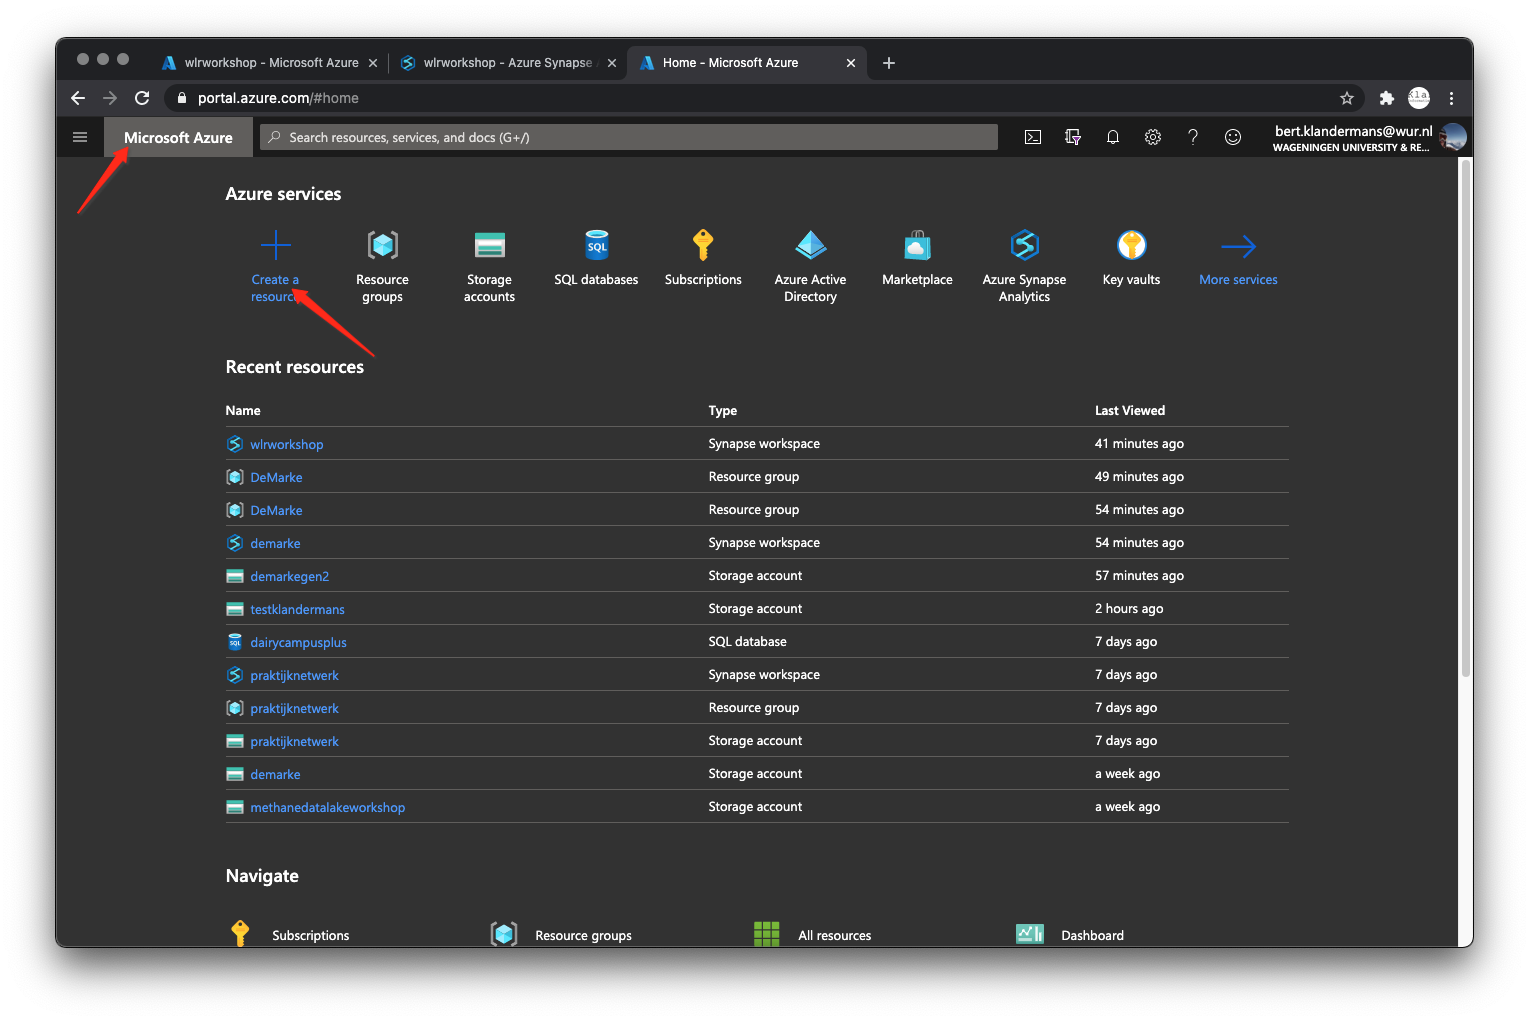 wlrworkshop - Microsoft Azure
wlrworkshop - Azure Synapse
Home - Microsoft Azure
portal.azure.com/#home
Microsoft Azure
Search resources, services, and docs (G+/)
bert.klandermans@wur.nl
WAGENINGEN UNIVERSITY & RE...
Azure services
Create a
resource
Resource
groups
Storage
accounts
SQL
SQL databases
Subscriptions
Azure Active
Directory
Marketplace
Azure Synapse
Analytics
Key vaults
More services
Recent resources
Name Type Last Viewed
wlrworkshop Synapse workspace 41 minutes ago
DeMarke Resource group 49 minutes ago
DeMarke Resource group 54 minutes ago
demarke Synapse workspace 54 minutes ago
demarkegen2 Storage account 57 minutes ago
testklandermans Storage account 2 hours ago
SQL dairycampusplus SQL database 7 days ago
praktijknetwerk Synapse workspace 7 days ago
praktijknetwerk Resource group 7 days ago
praktijknetwerk Storage account 7 days ago
demarke Storage account a week ago
methanedatalakeworkshop Storage account a week ago
Navigate
Subscriptions Resource groups All resources Dashboard